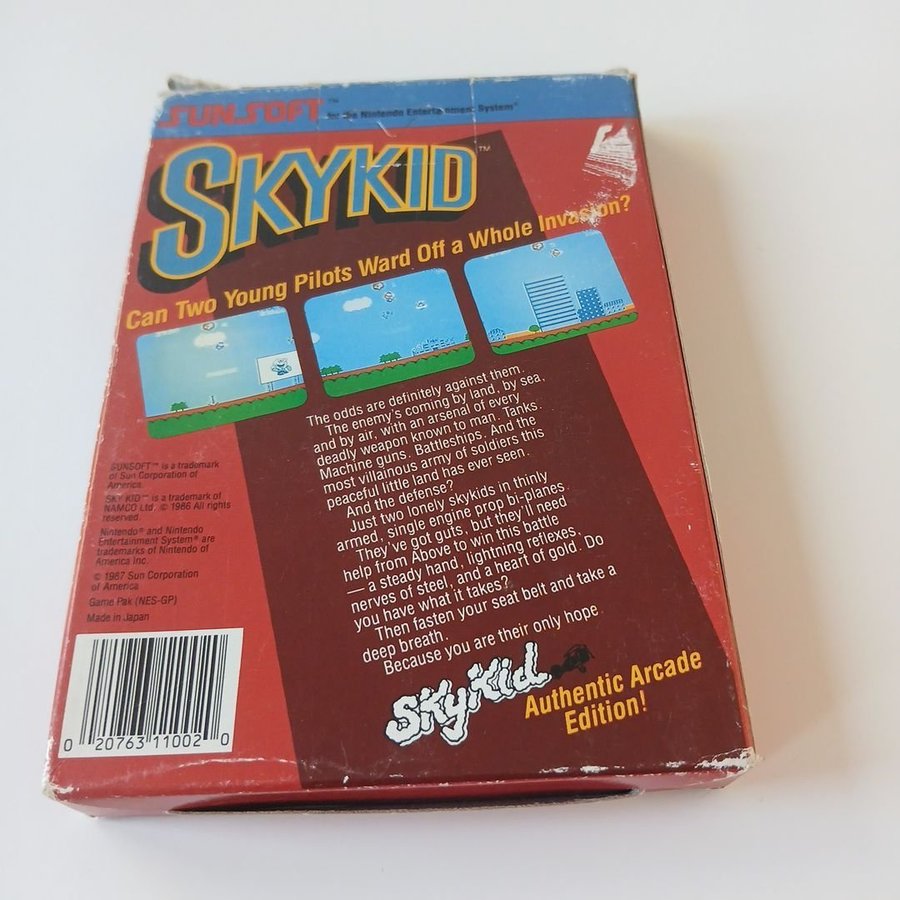 SUNSOFT™ for the Nintendo Entertainment System®
SKYKID™
Can Two Young Pilots Ward Off a Whole Invasion?
The odds are definitely against them.
The enemy's coming by land, by sea,
and by air, with an arsenal of every
deadly weapon known to man. Tanks.
Machine guns. Battleships. And the
most villainous army of soldiers this
peaceful little land has ever seen.
And the defense?
Just two lonely skykids in thinly
armed, single engine prop bi-planes.
They've got guts, but they'll need
help from Above to win this battle
— a steady hand, lightning reflexes,
nerves of steel, and a heart of gold. Do
you have what it takes?
Then fasten your seat belt and take a
deep breath.
Because you are their only hope.
SUNSOFT™ is a trademark
of Sun Corporation of
America.
SKY KID™ is a trademark of
NAMCO Ltd. © 1986 All rights
reserved.
Nintendo® and Nintendo
Entertainment System® are
trademarks of Nintendo of
America Inc.
© 1987 Sun Corporation
of America
Game Pak (NES-GP)
Made in Japan
0 20763 11002 0
SkyKid
Authentic Arcade
Edition!